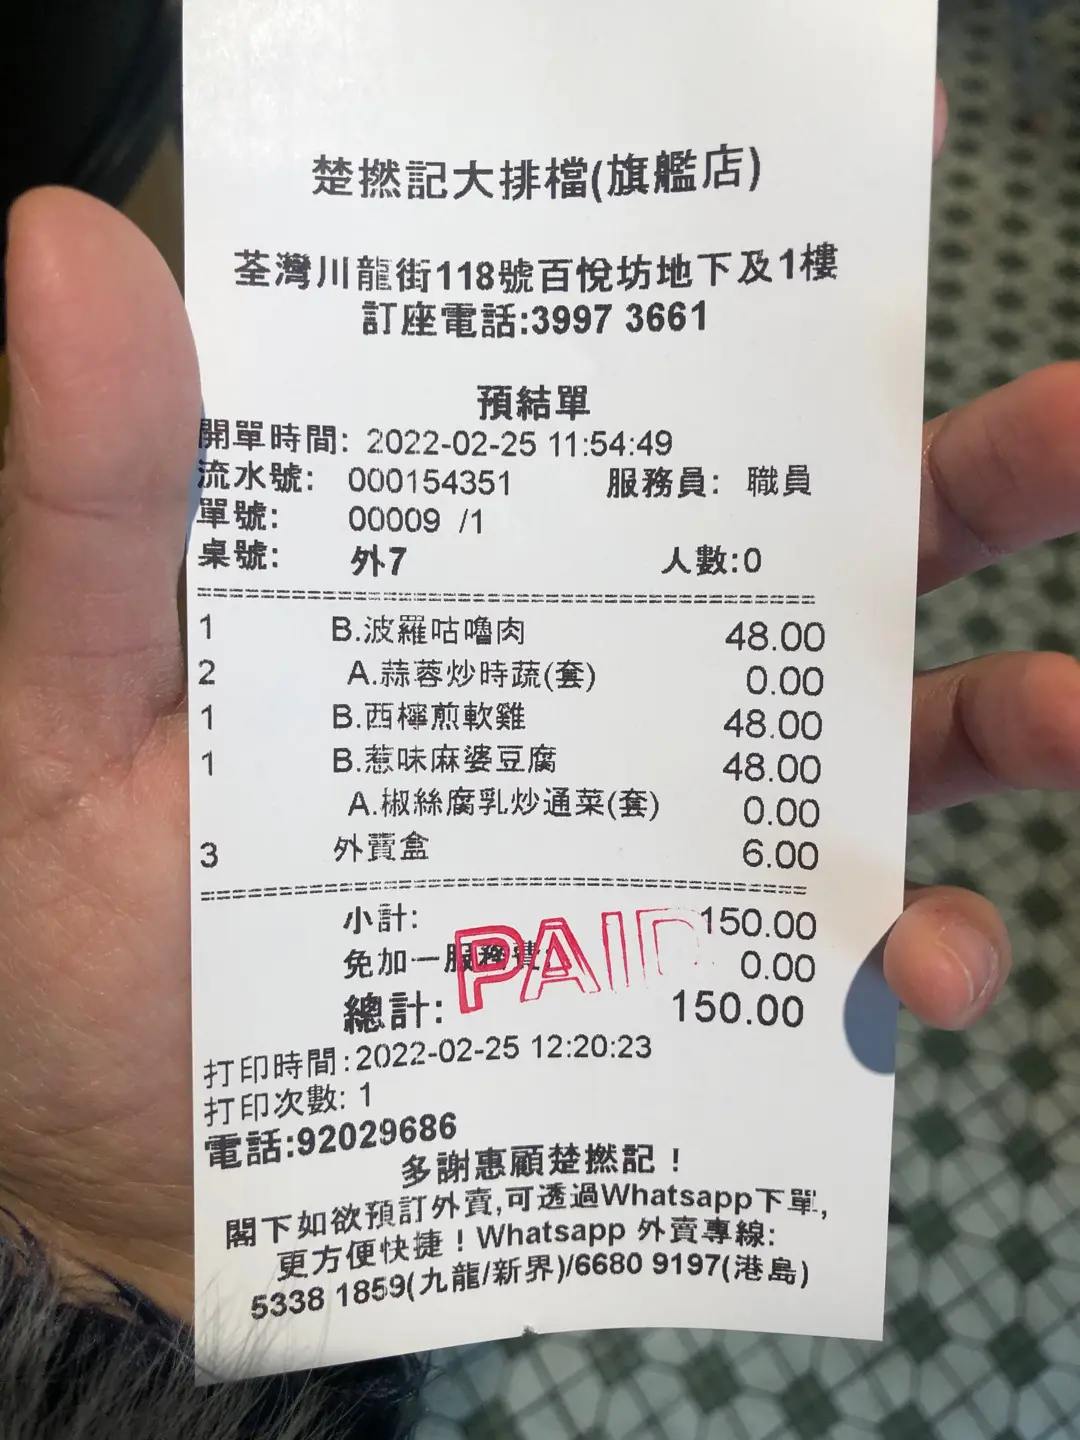 楚撚記大排檔(旗艦店)
荃灣川龍街118號百悅坊地下及1樓
訂座電話:3997 3661
預結單
開單時間: 2022-02-25 11:54:49
流水號: 000154351 服務員: 職員
單號: 00009 /1
桌號: 外7 人數:0
1 B.波羅咕嚕肉 48.00
2 A.蒜蓉炒時蔬(套) 0.00
1 B.西檸煎軟雞 48.00
1 B.惹味麻婆豆腐 48.00
A.椒絲腐乳炒通菜(套) 0.00
3 外賣盒 6.00
小計: 150.00
免加一服務費: 0.00
PAID
總計: 150.00
打印時間:2022-02-25 12:20:23
打印次數: 1
電話:92029686
多謝惠顧楚撚記！
閣下如欲預訂外賣,可透過Whatsapp下單,
更方便快捷！Whatsapp 外賣專線:
5338 1859(九龍/新界)/6680 9197(港島)